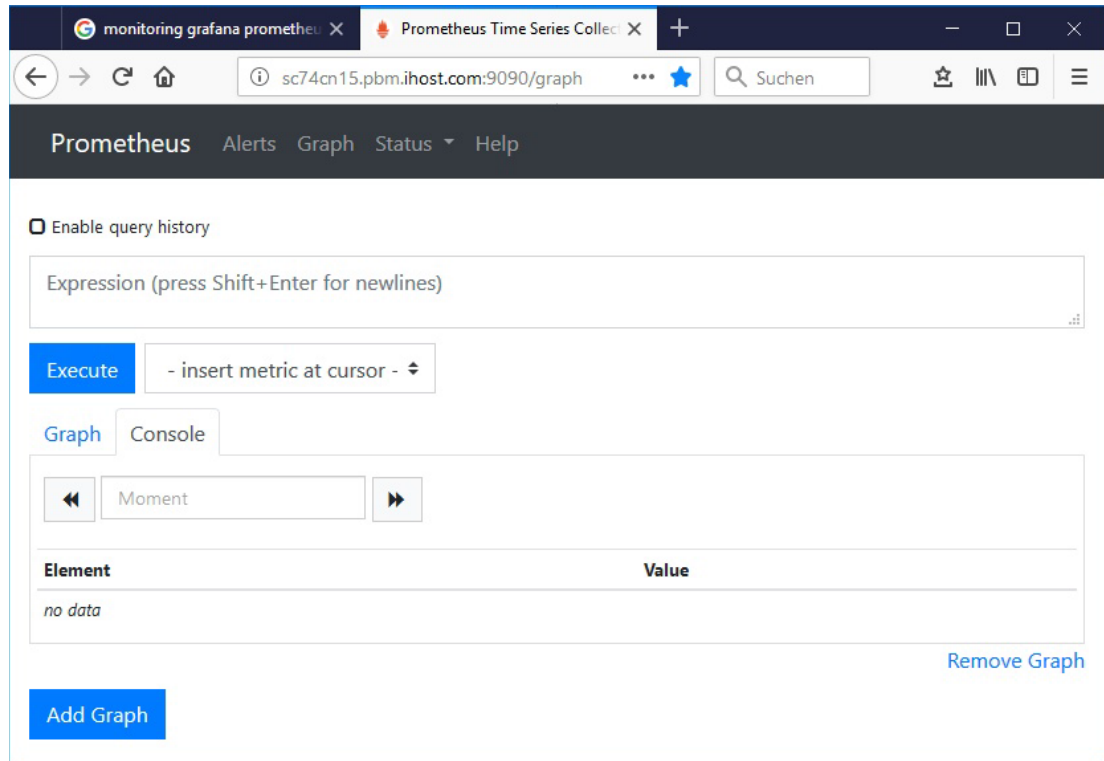 monitoring grafana prometheu
Prometheus Time Series Collect
sc74cn15.pbm.ihost.com:9090/graph
Suchen
Prometheus Alerts Graph Status Help
Enable query history
Expression (press Shift+Enter for newlines)
Execute - insert metric at cursor -
Graph Console
Moment
Element Value
no data
Remove Graph
Add Graph